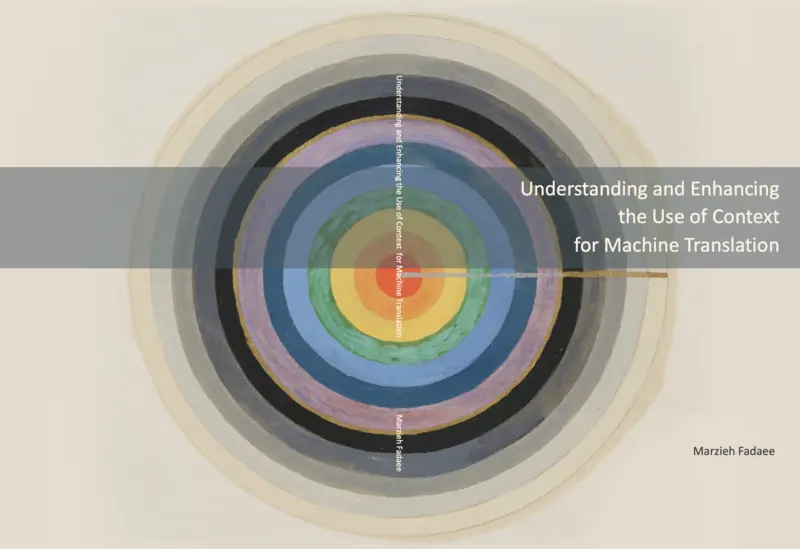 Understanding and Enhancing
the Use of Context
for Machine Translation
Understanding and Enhancing the Use of Context for Machine Translation
Marzieh Fadaee
Marzieh Fadaee